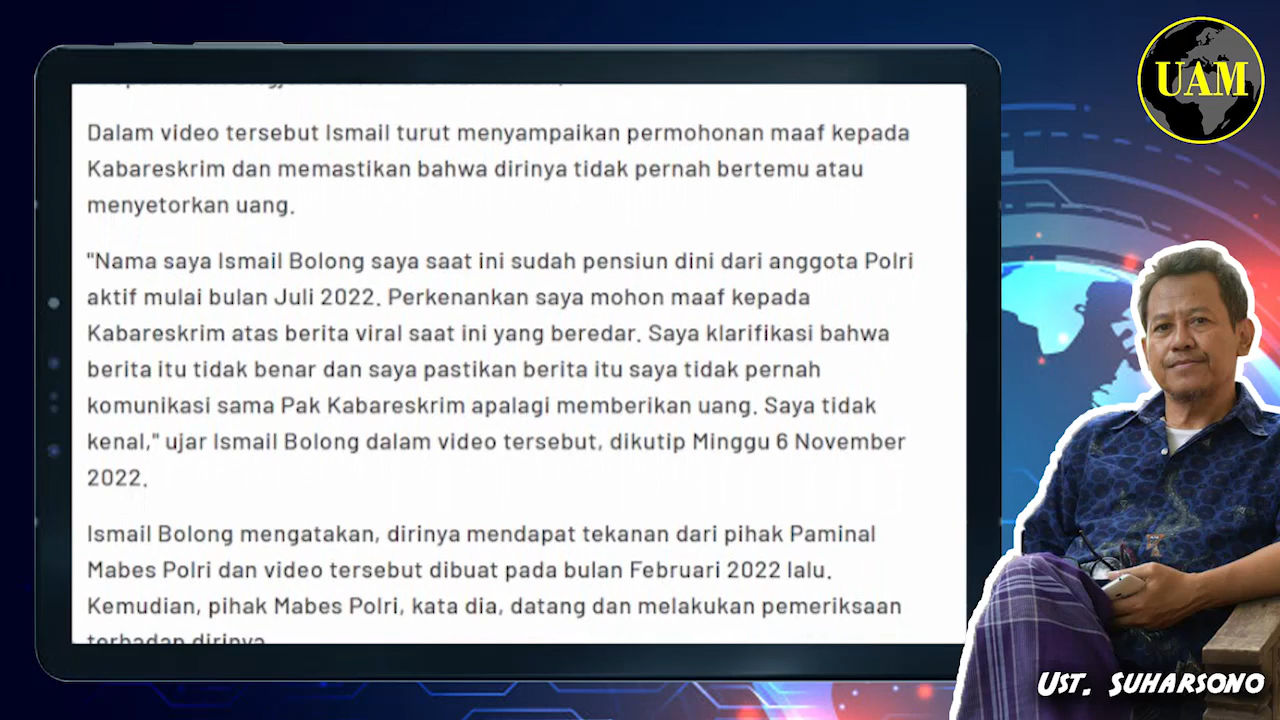 UAM
Dalam video tersebut Ismail turut menyampaikan permohonan maaf kepada
Kabareskrim dan memastikan bahwa dirinya tidak pernah bertemu atau
menyetorkan uang.
"Nama saya Ismail Bolong saya saat ini sudah pensiun dini dari anggota Polri
aktif mulai bulan Juli 2022. Perkenankan saya mohon maaf kepada
Kabareskrim atas berita viral saat ini yang beredar. Saya klarifikasi bahwa
berita itu tidak benar dan saya pastikan berita itu saya tidak pernah
komunikasi sama Pak Kabareskrim apalagi memberikan uang. Saya tidak
kenal," ujar Ismail Bolong dalam video tersebut, dikutip Minggu 6 November
2022.
Ismail Bolong mengatakan, dirinya mendapat tekanan dari pihak Paminal
Mabes Polri dan video tersebut dibuat pada bulan Februari 2022 lalu.
Kemudian, pihak Mabes Polri, kata dia, datang dan melakukan pemeriksaan
terhadap dirinya.
UST. SUHARSONO